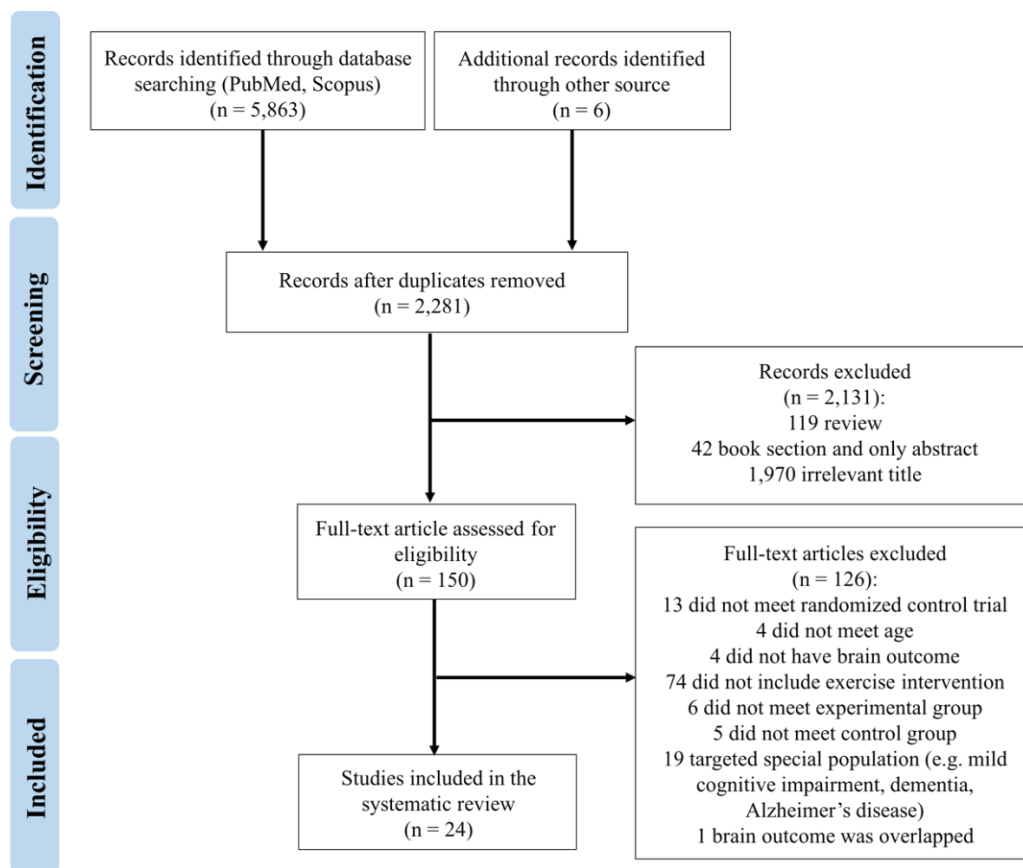 Identification
Records identified through database
searching (PubMed, Scopus)
(n = 5,863)
Additional records identified
through other source
(n = 6)
Screening
Records after duplicates removed
(n = 2,281)
Records excluded
(n = 2,131):
119 review
42 book section and only abstract
1,970 irrelevant title
Eligibility
Full-text article assessed for
eligibility
(n = 150)
Full-text articles excluded
(n = 126):
13 did not meet randomized control trial
4 did not meet age
4 did not have brain outcome
74 did not include exercise intervention
6 did not meet experimental group
5 did not meet control group
19 targeted special population (e.g. mild
cognitive impairment, dementia,
Alzheimer’s disease)
1 brain outcome was overlapped
Included
Studies included in the
systematic review
(n = 24)